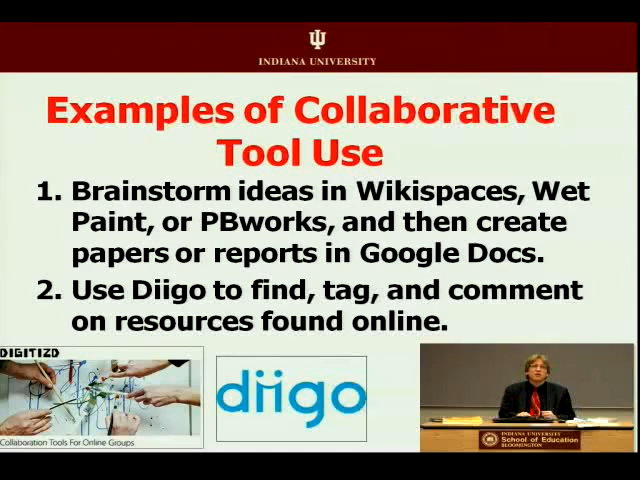 INDIANA UNIVERSITY
Examples of Collaborative
Tool Use
1. Brainstorm ideas in Wikispaces, Wet
Paint, or PBworks, and then create
papers or reports in Google Docs.
2. Use Diigo to find, tag, and comment
on resources found online.
DIGITIZD
Collaboration Tools For Online Groups
diigo
INDIANA UNIVERSITY
School of Education
BLOOMINGTON